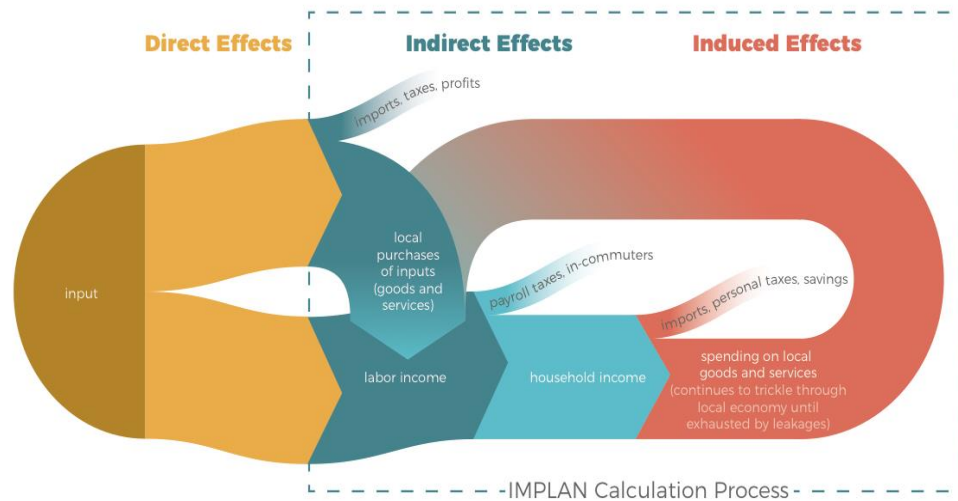 Direct Effects
Indirect Effects
Induced Effects
imports, taxes, profits
local
purchases
of inputs
(goods and
services)
input
payroll taxes, in-commuters
imports, personal taxes, savings
labor income
household income
spending on local
goods and services
(continues to trickle through
local economy until
exhausted by leakages)
IMPLAN Calculation Process